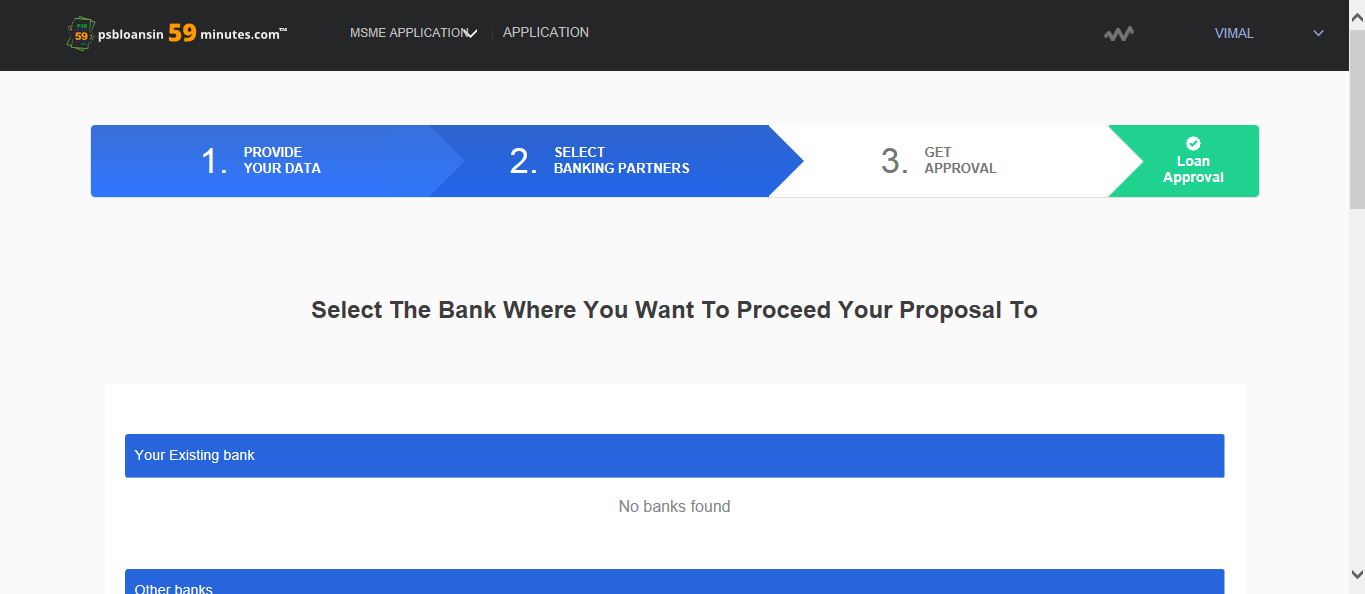 psbloansin 59 minutes.com™
PSB
59
MSME APPLICATION
APPLICATION
VIMAL
1. PROVIDE
YOUR DATA
2. SELECT
BANKING PARTNERS
3. GET
APPROVAL
Loan
Approval
Select The Bank Where You Want To Proceed Your Proposal To
Your Existing bank
No banks found
Other banks